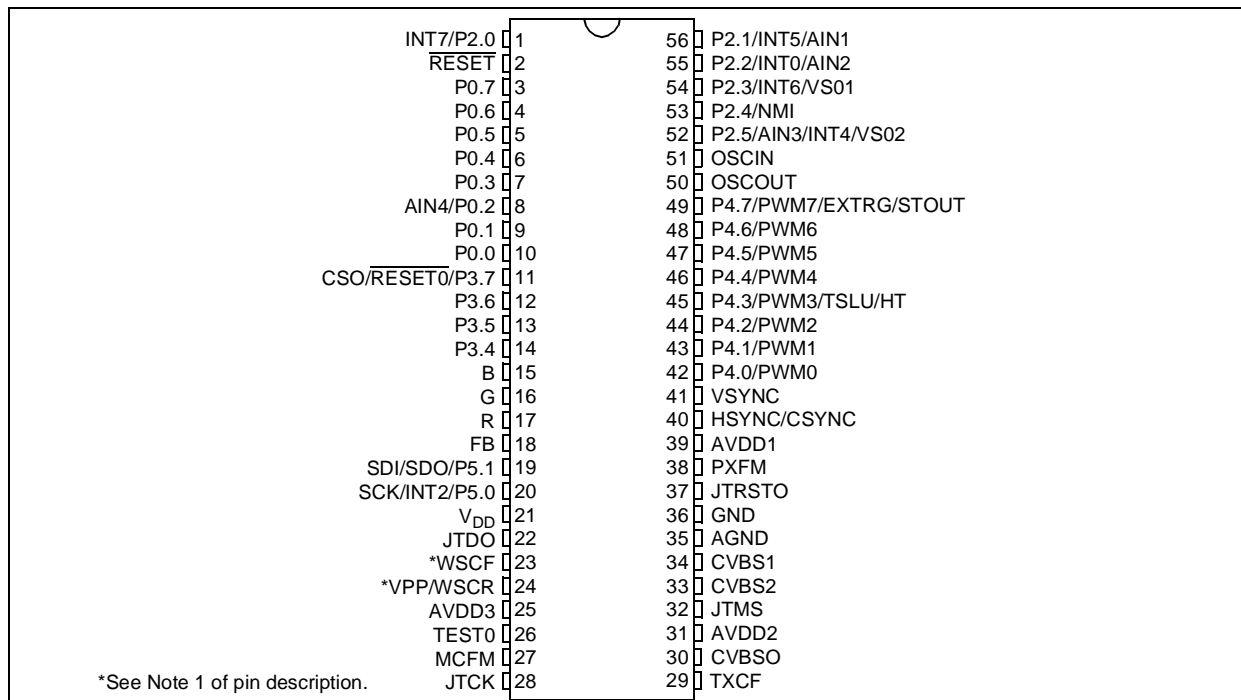 INT7/P2.0 1 56 P2.1/INT5/AIN1
RESET 2 55 P2.2/INT0/AIN2
P0.7 3 54 P2.3/INT6/VS01
P0.6 4 53 P2.4/NMI
P0.5 5 52 P2.5/AIN3/INT4/VS02
P0.4 6 51 OSCIN
P0.3 7 50 OSCOUT
AIN4/P0.2 8 49 P4.7/PWM7/EXTRG/STOUT
P0.1 9 48 P4.6/PWM6
P0.0 10 47 P4.5/PWM5
CSO/RESET0/P3.7 11 46 P4.4/PWM4
P3.6 12 45 P4.3/PWM3/TSLU/HT
P3.5 13 44 P4.2/PWM2
P3.4 14 43 P4.1/PWM1
B 15 42 P4.0/PWM0
G 16 41 VSYNC
R 17 40 HSYNC/CSYNC
FB 18 39 AVDD1
SDI/SDO/P5.1 19 38 PXFM
SCK/INT2/P5.0 20 37 JTRSTO
VDD 21 36 GND
JTDO 22 35 AGND
*WSCF 23 34 CVBS1
*VPP/WSCR 24 33 CVBS2
AVDD3 25 32 JTMS
TEST0 26 31 AVDD2
MCFM 27 30 CVBSO
*See Note 1 of pin description. JTCK 28 29 TXCF